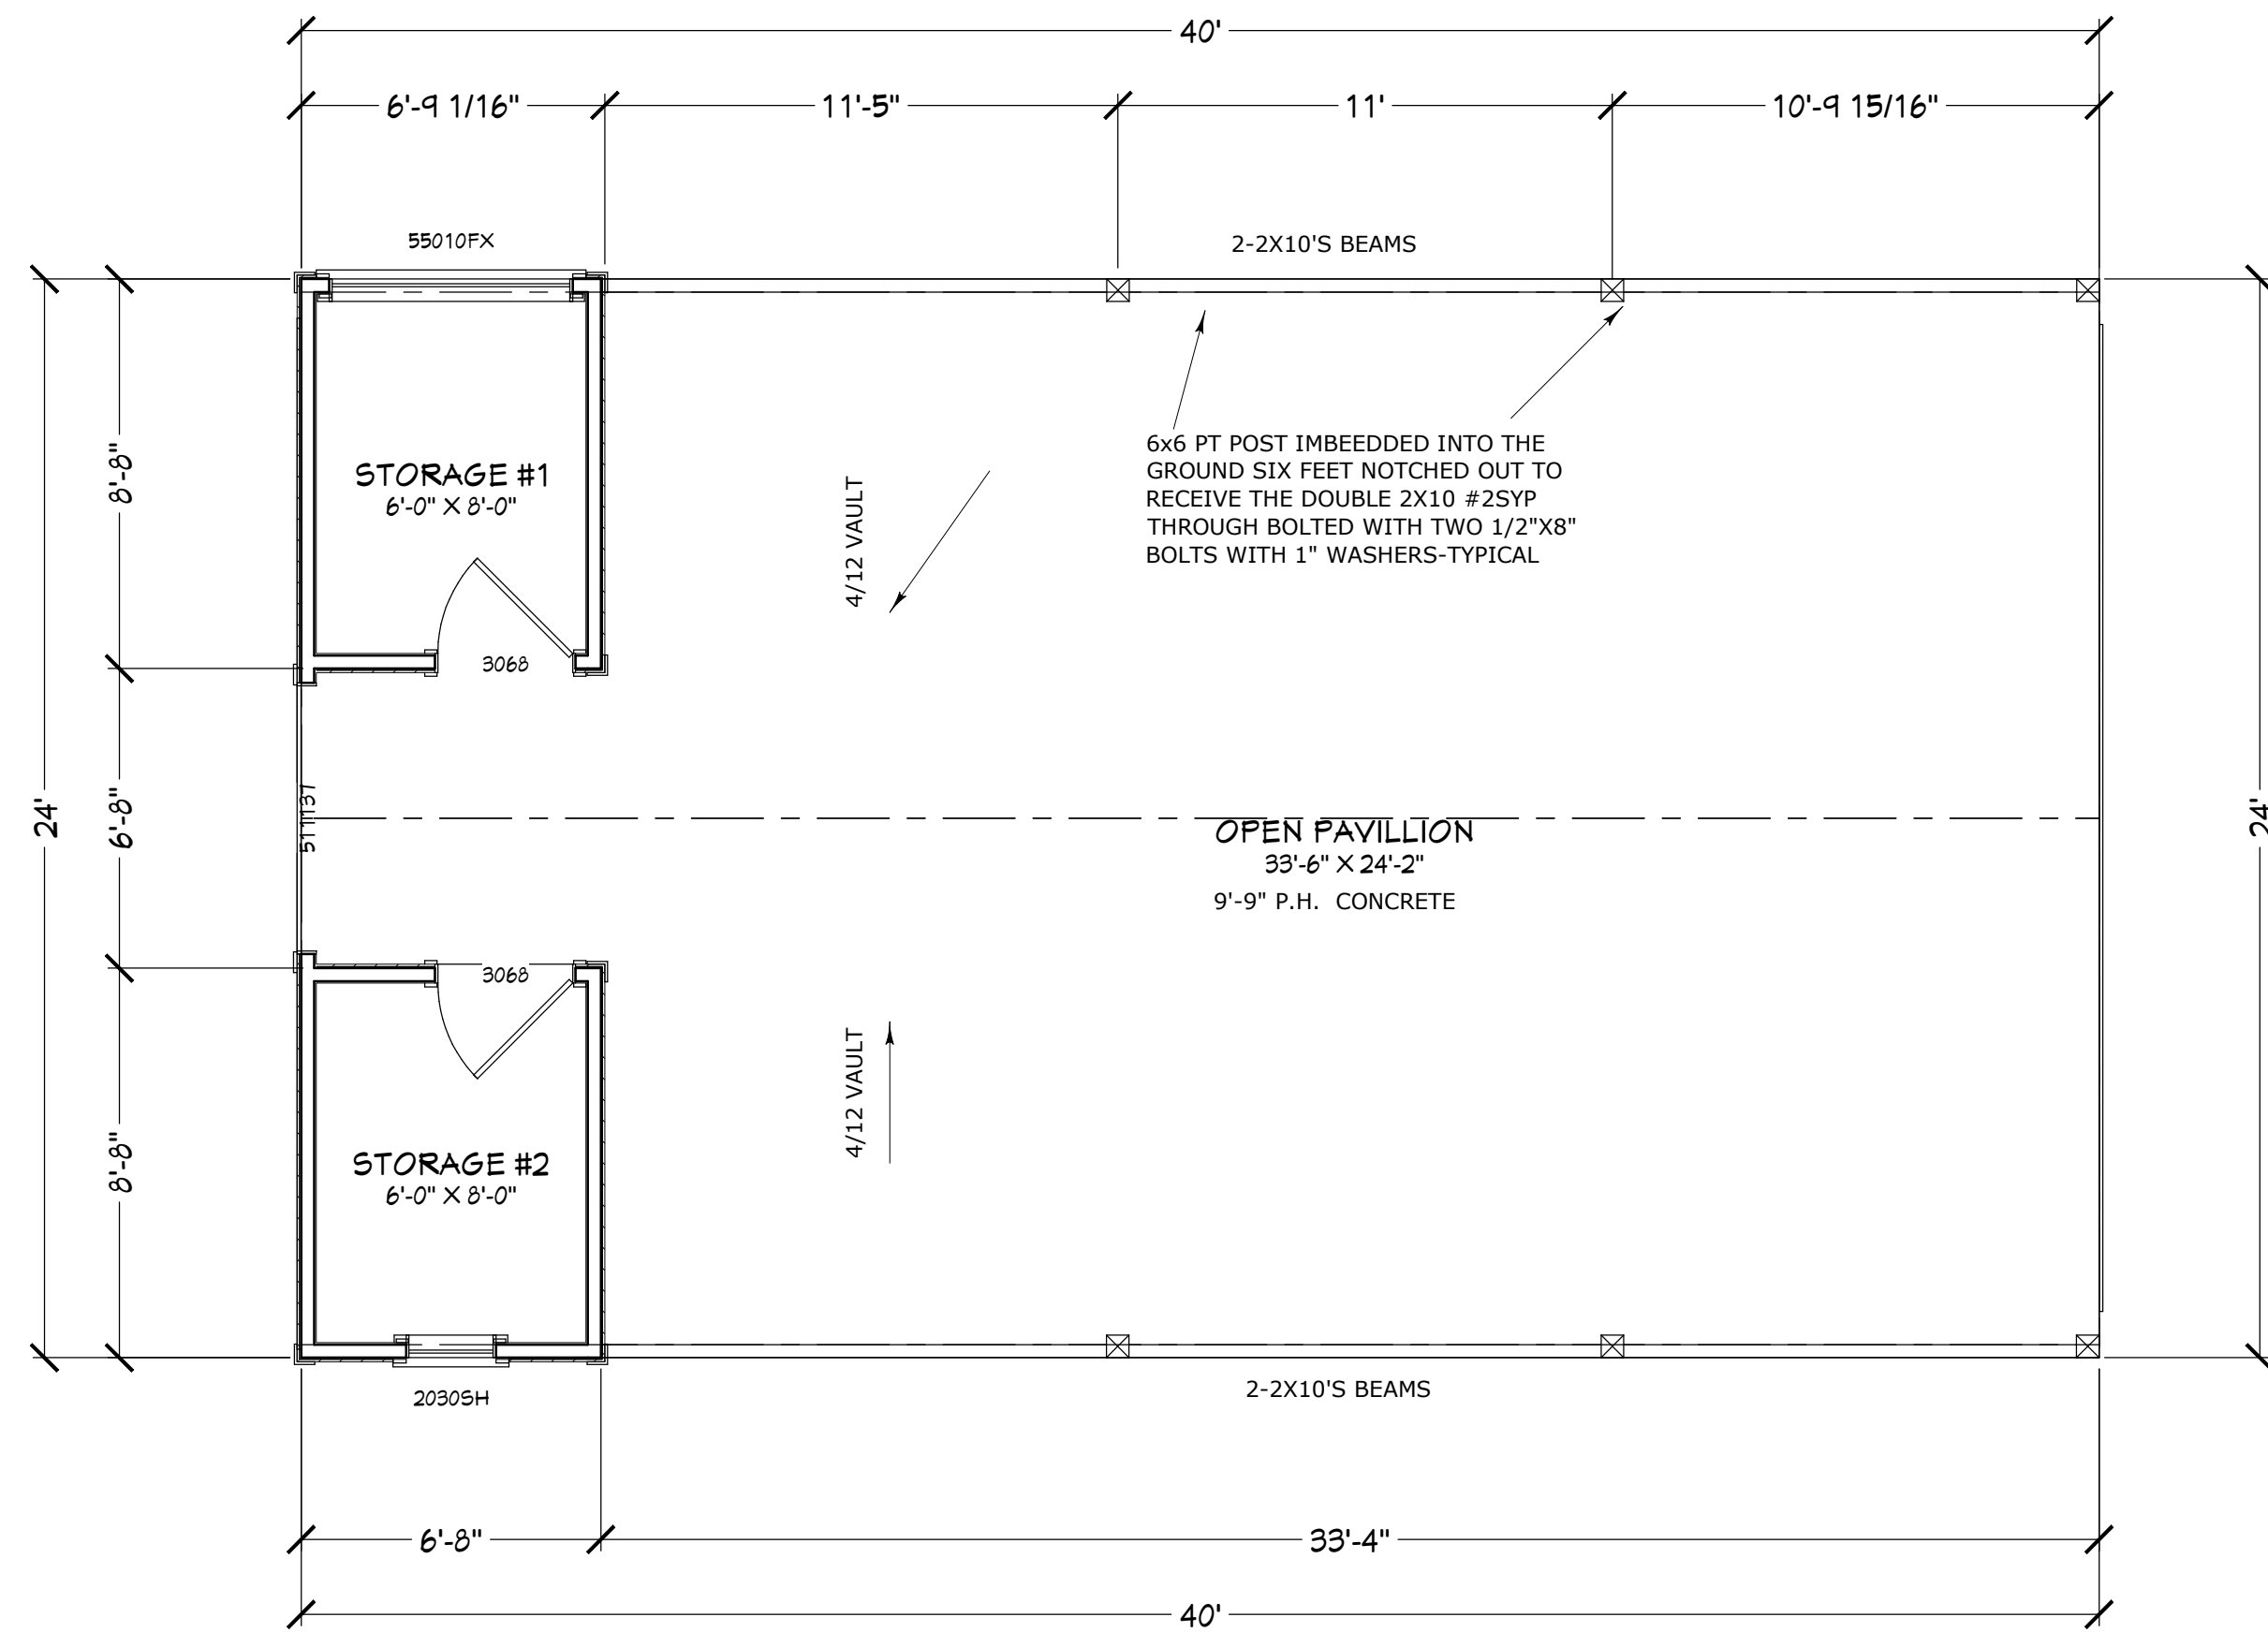 40'
6'-9 1/16"
11'-5"
11'
10'-9 15/16"
55010FX
2-2X10'S BEAMS
24'
8'-8"
6'-8"
8'-8"
24'
STORAGE #1
6'-0" X 8'-0"
3068
4/12 VAULT
6x6 PT POST IMBEEDDED INTO THE
GROUND SIX FEET NOTCHED OUT TO
RECEIVE THE DOUBLE 2X10 #2SYP
THROUGH BOLTED WITH TWO 1/2"X8"
BOLTS WITH 1" WASHERS-TYPICAL
OPEN PAVILLION
33'-6" X 24'-2"
9'-9" P.H. CONCRETE
3068
4/12 VAULT
STORAGE #2
6'-0" X 8'-0"
2030SH
2-2X10'S BEAMS
6'-8"
33'-4"
40'